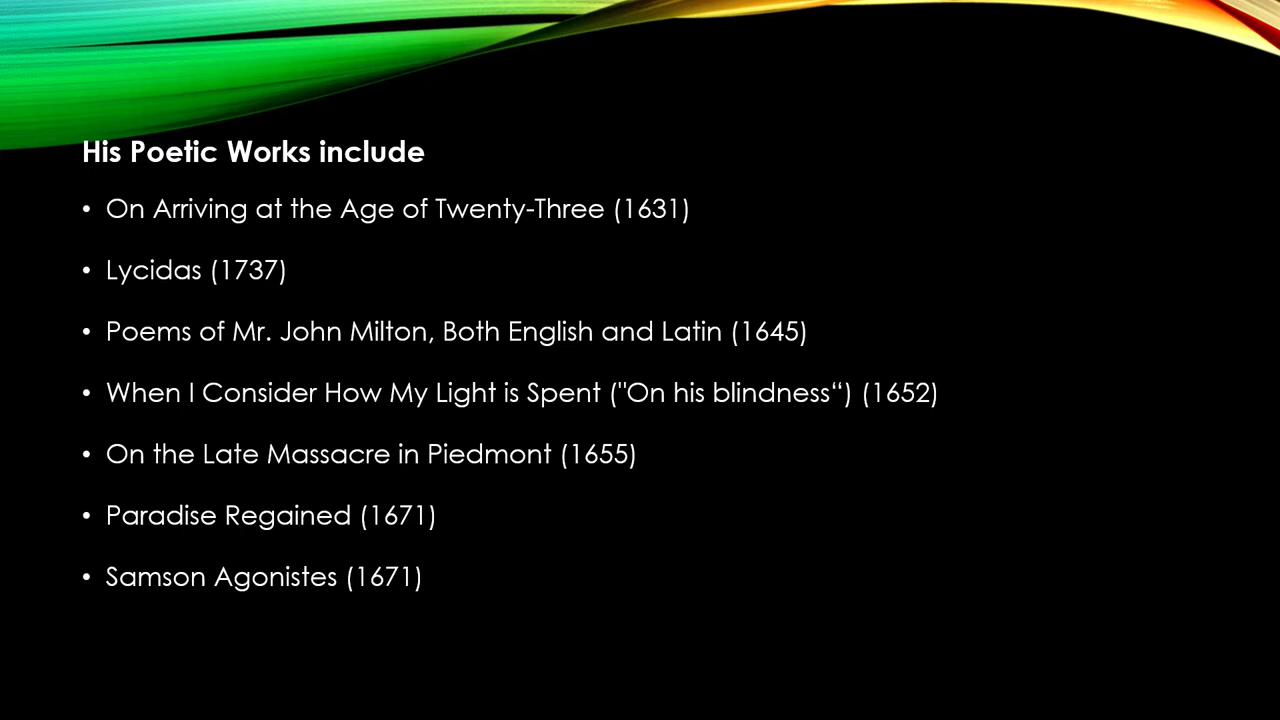 His Poetic Works include
• On Arriving at the Age of Twenty-Three (1631)
• Lycidas (1737)
• Poems of Mr. John Milton, Both English and Latin (1645)
• When I Consider How My Light is Spent ("On his blindness“) (1652)
• On the Late Massacre in Piedmont (1655)
• Paradise Regained (1671)
• Samson Agonistes (1671)